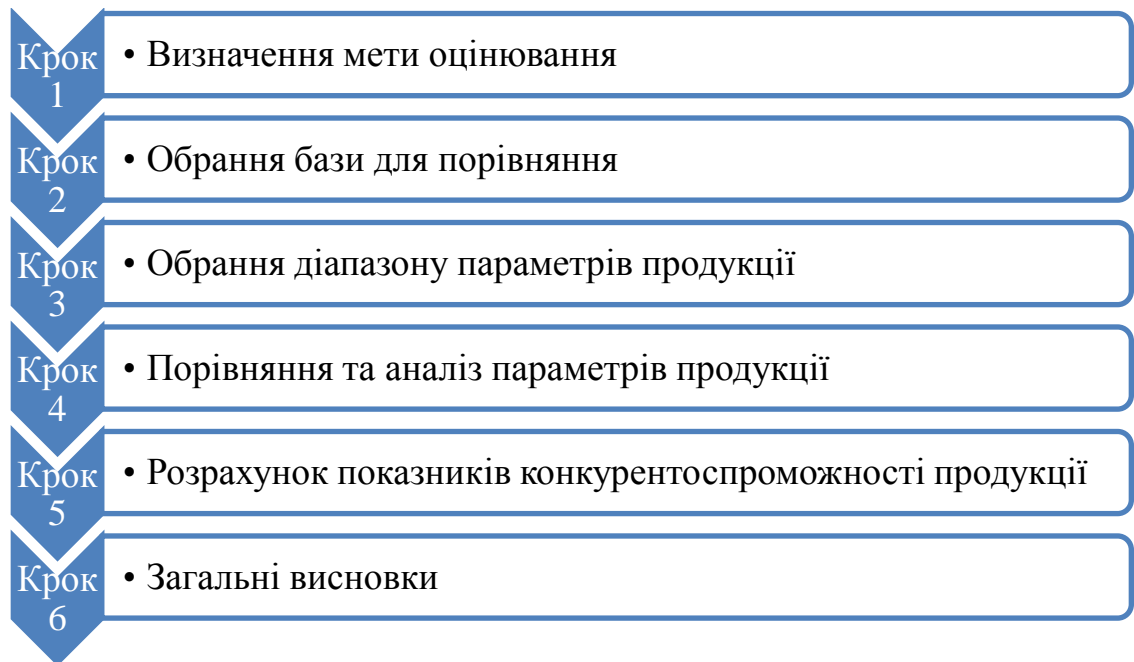 Крок
1
• Визначення мети оцінювання
Крок
2
• Обрання бази для порівняння
Крок
3
• Обрання діапазону параметрів продукції
Крок
4
• Порівняння та аналіз параметрів продукції
Крок
5
• Розрахунок показників конкурентоспроможності продукції
Крок
6
• Загальні висновки